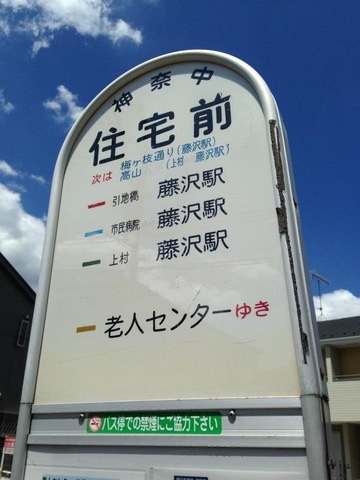 神奈中
住宅前
次は 梅ヶ枝通り(藤沢駅)
高山 (上村 藤沢駅)
引地橋 藤沢駅
市民病院 藤沢駅
上村 藤沢駅
老人センターゆき
バス停での禁煙にご協力下さい